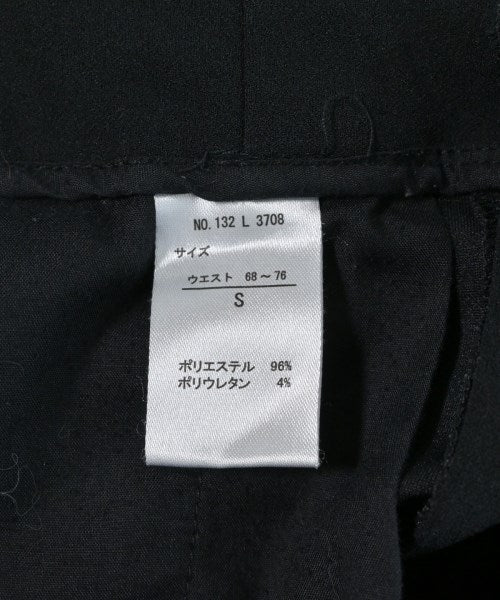 NO. 132 L 3708
サイズ
ウエスト 68～76
S
ポリエステル 96%
ポリウレタン 4%